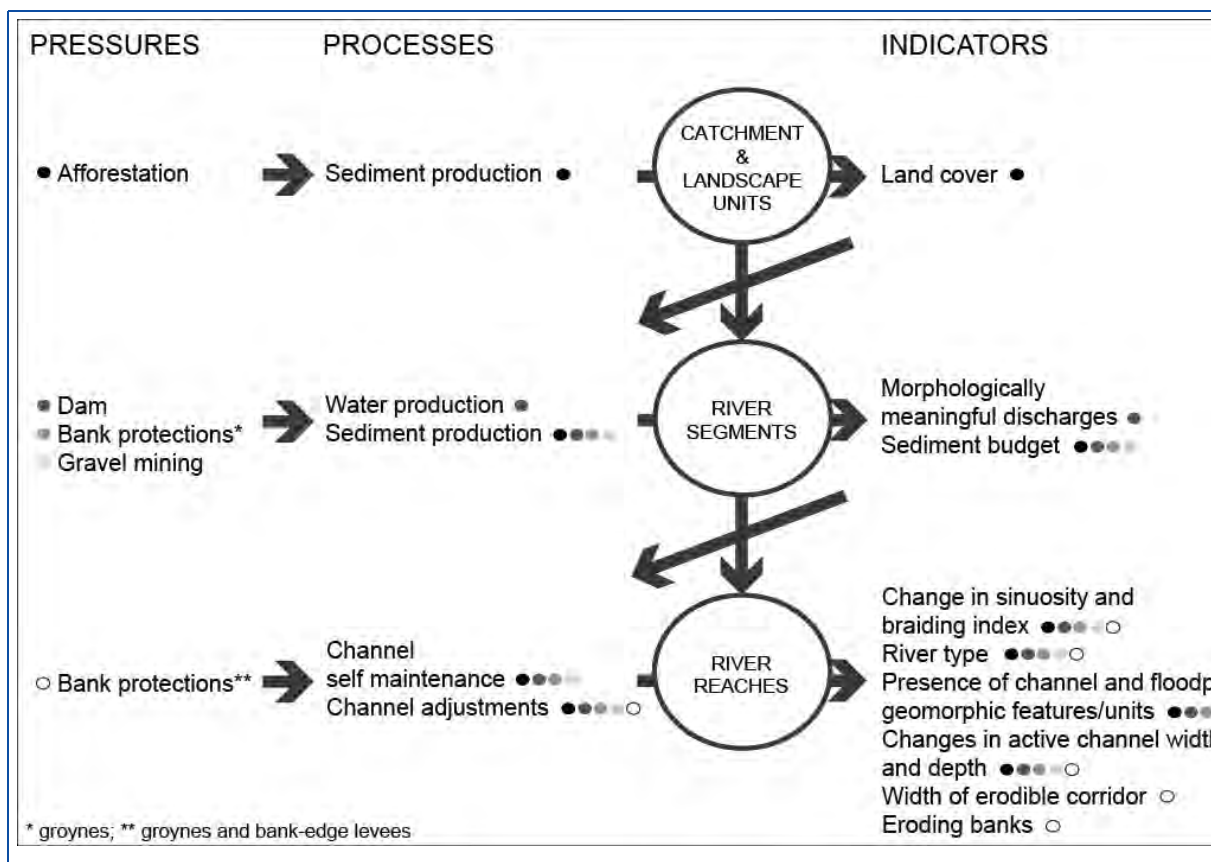 PRESSURES
PROCESSES
INDICATORS
Afforestation
Sediment production
CATCHMENT
&
LANDSCAPE
UNITS
Land cover
Dam
Bank protections*
Gravel mining
Water production
Sediment production
RIVER
SEGMENTS
Morphologically
meaningful discharges
Sediment budget
Bank protections**
Channel
self maintenance
Channel adjustments
RIVER
REACHES
Change in sinuosity and
braiding index
River type
Presence of channel and
geomorphic features/units
Changes in active channel
and depth
Width of erodible corridor
Eroding banks
* groynes; ** groynes and bank-edge levees